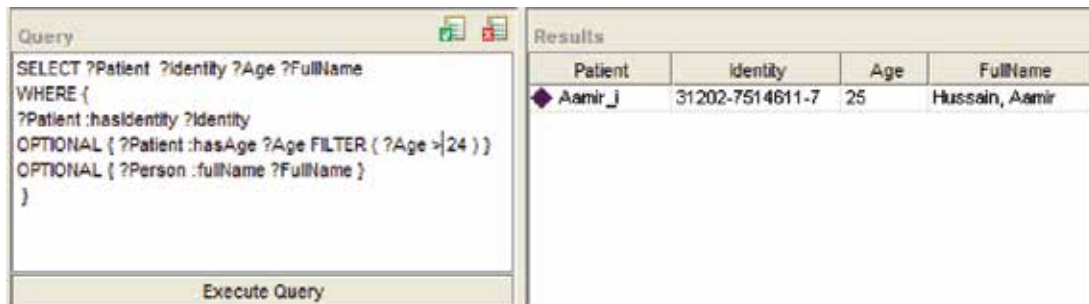 Query
SELECT ?Patient ?Identity ?Age ?FullName
WHERE {
?Patient :hasIdentity ?Identity
OPTIONAL { ?Patient :hasAge ?Age FILTER ( ?Age > 24 ) }
OPTIONAL { ?Person :fullName ?FullName }
}
Execute Query
Results
Patient Identity Age FullName
Aamir_i 31202-7514611-7 25 Hussain, Aamir